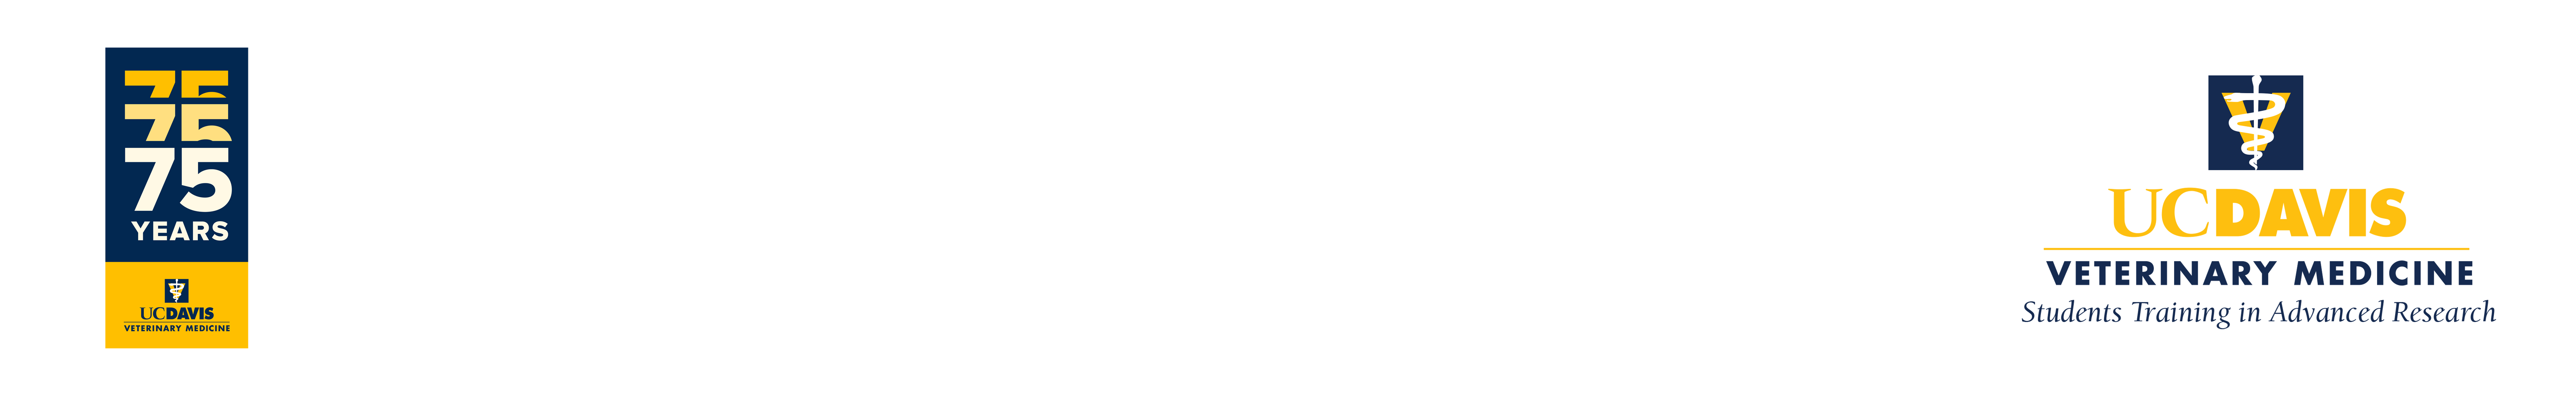 75
75
75
YEARS
UCDAVIS
VETERINARY MEDICINE
UCDAVIS
VETERINARY MEDICINE
Students Training in Advanced Research